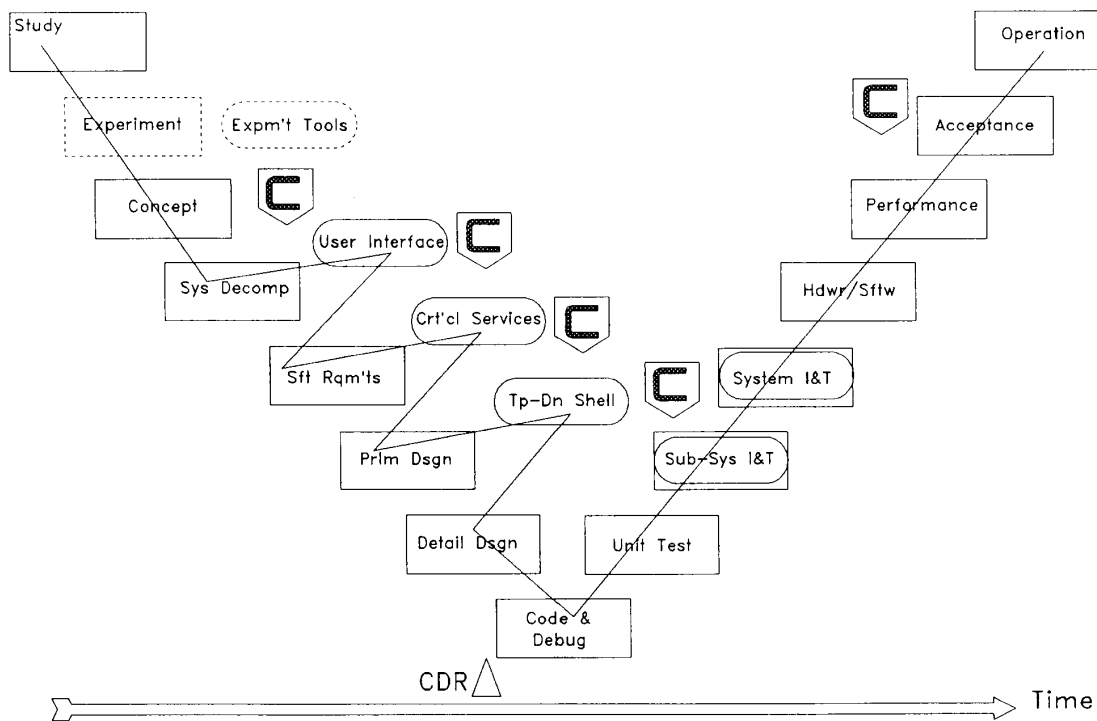 Study
Operation
Experiment
Expm't Tools
C
Acceptance
Concept
C
Performance
User Interface
C
Sys Decomp
Hdwr/Sftw
Crt'cl Services
C
Sft Rqm'ts
System I&T
Tp-Dn Shell
C
Prlm Dsgn
Sub-Sys I&T
Detail Dsgn
Unit Test
Code &
Debug
CDR
Time